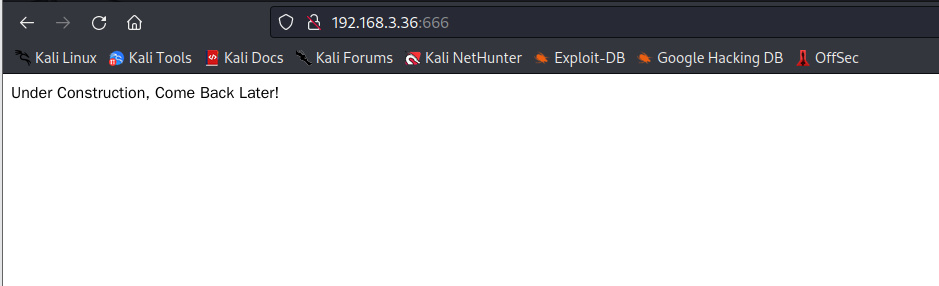 192.168.3.36:666
Kali Linux Kali Tools Kali Docs Kali Forums Kali NetHunter Exploit-DB Google Hacking DB OffSec
Under Construction, Come Back Later!